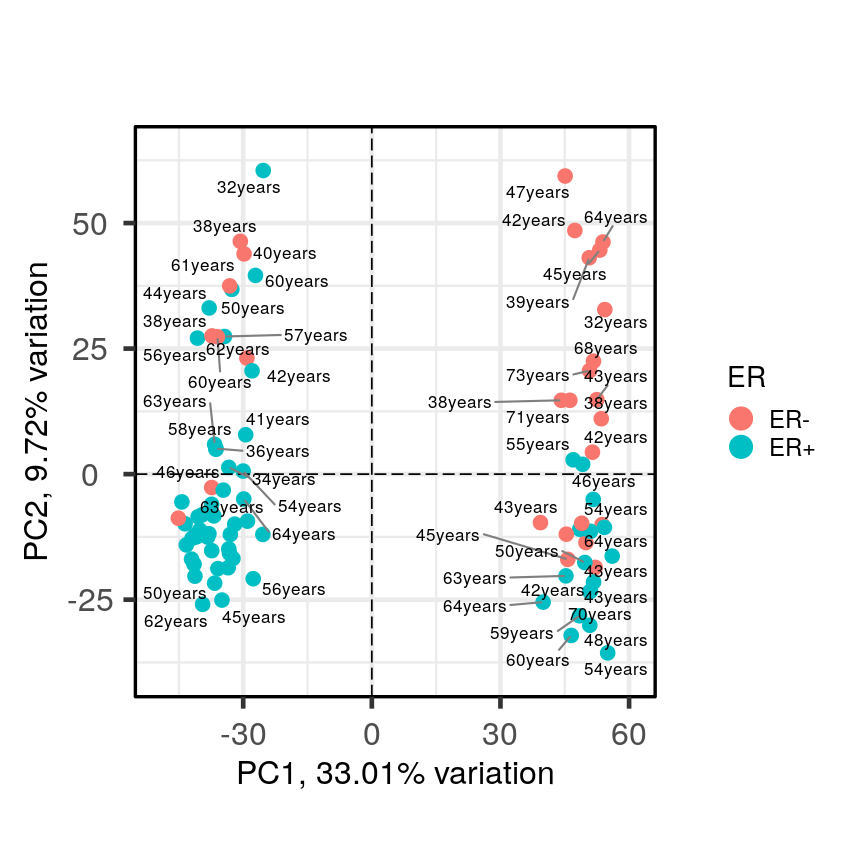 32years
47years
38years
42years
64years
40years
61years
60years
45years
44years
50years
39years
38years
32years
57years
62years
56years
68years
60years
42years
73years
43years
63years
38years
38years
41years
71years
58years
42years
36years
55years
46years
34years
46years
63years
54years
43years
54years
64years
45years
64years
50years
43years
63years
56years
42years
50years
43years
64years
70years
45years
62years
59years
48years
60years
54years
50
25
0
-25
-30
0
30
60
PC1, 33.01% variation
PC2, 9.72% variation
ER
ER-
ER+